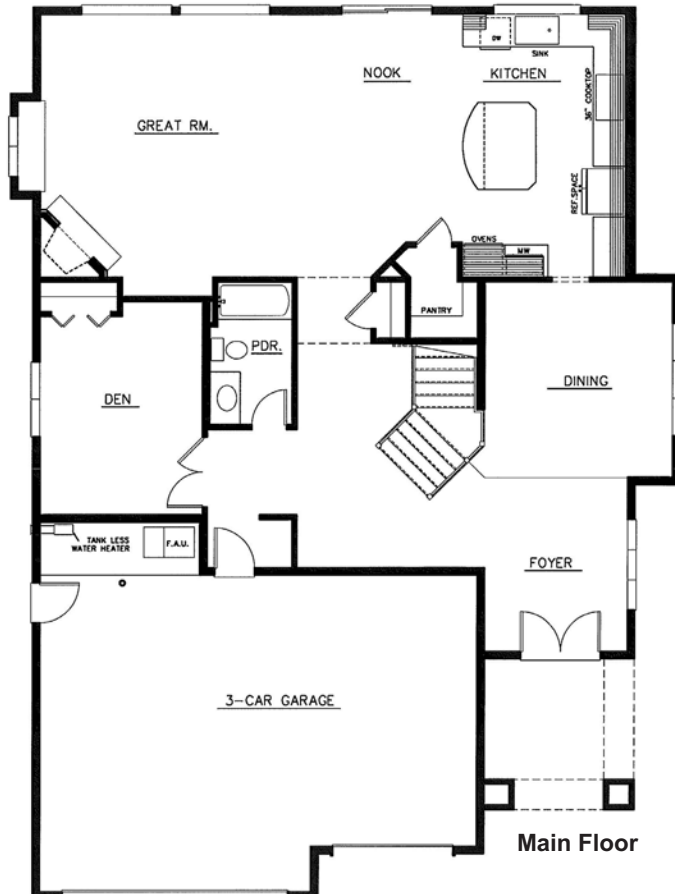 DW
SINK
NOOK
KITCHEN
36" COOKTOP
GREAT RM.
REF.SPACE
OVENS
MW
PANTRY
PDR.
DINING
DEN
TANK LESS
WATER HEATER
F.A.U.
FOYER
3-CAR GARAGE
Main Floor